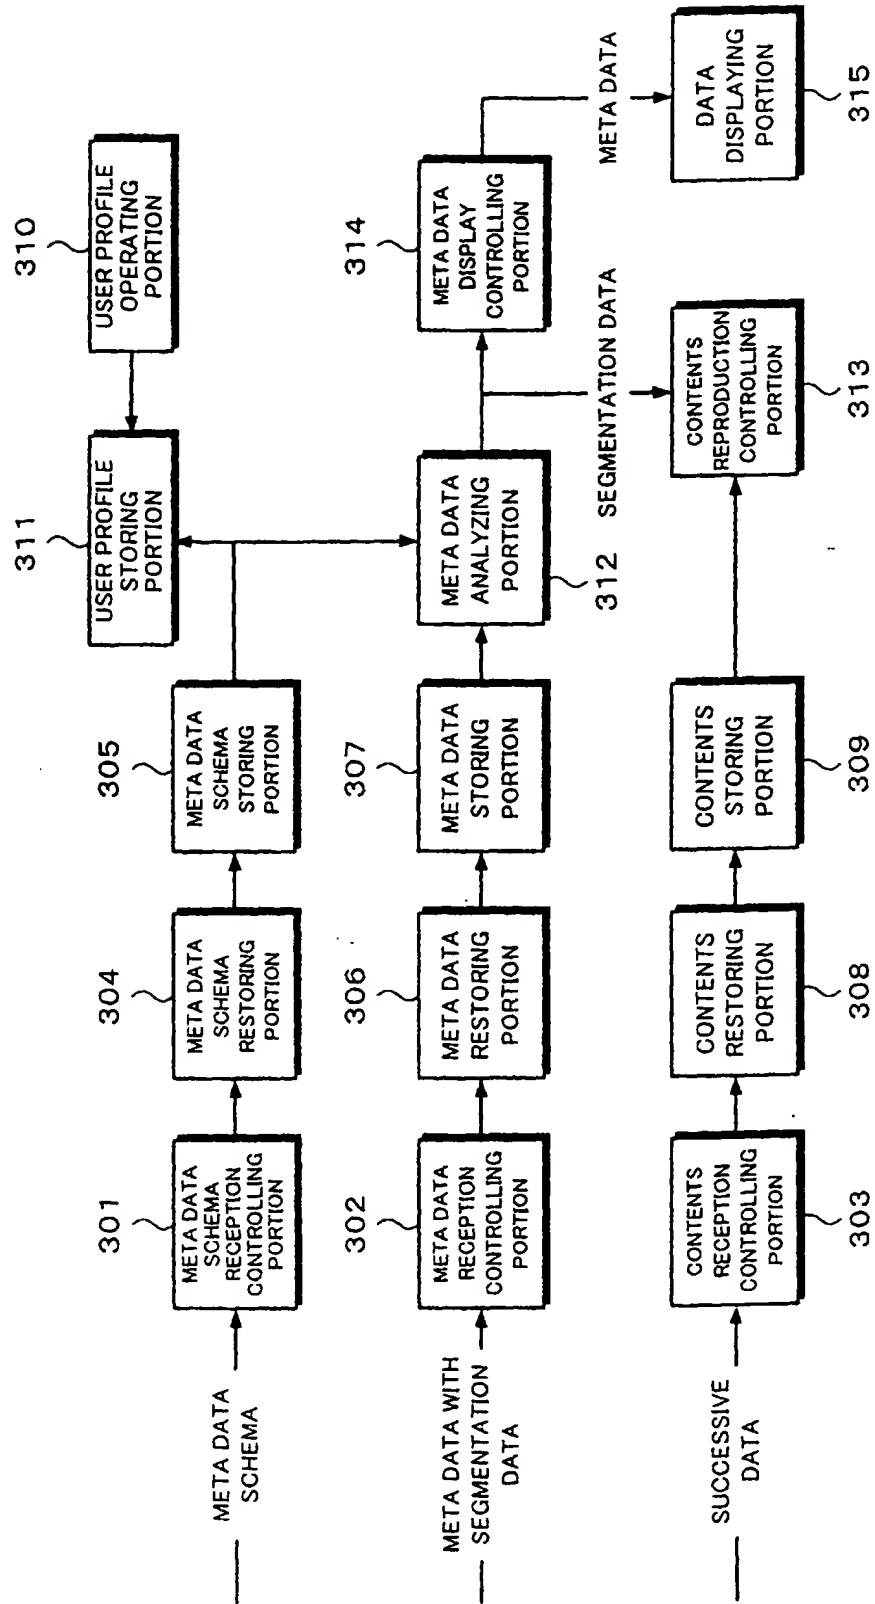 310
USER PROFILE
OPERATING
PORTION
311
USER PROFILE
STORING
PORTION
META DATA
SCHEMA
301
META DATA
SCHEMA
RECEPTION
CONTROLLING
PORTION
304
META DATA
SCHEMA
RESTORING
PORTION
305
META DATA
SCHEMA
STORING
PORTION
META DATA WITH
SEGMENTATION
DATA
302
META DATA
RECEPTION
CONTROLLING
PORTION
306
META DATA
RESTORING
PORTION
307
META DATA
STORING
PORTION
META DATA
ANALYZING
PORTION
312
314
META DATA
DISPLAY
CONTROLLING
PORTION
SEGMENTATION DATA
META DATA
SUCCESSIVE
DATA
CONTENTS
RECEPTION
CONTROLLING
PORTION
303
CONTENTS
RESTORING
PORTION
308
CONTENTS
STORING
PORTION
309
CONTENTS
REPRODUCTION
CONTROLLING
PORTION
313
DATA
DISPLAYING
PORTION
315